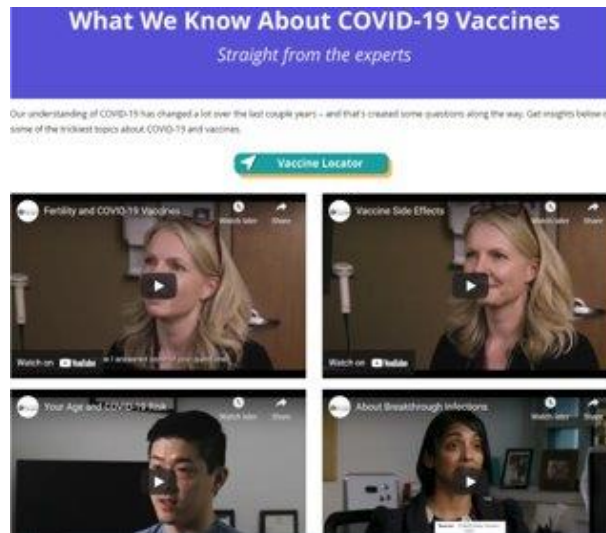 What We Know About COVID-19 Vaccines
Straight from the experts
Our understanding of COVID-19 has changed a lot over the last couple years – and that's created some questions along the way. Get insights below
some of the trickiest topics about COVID-19 and vaccines.
Vaccine Locator
Fertility and COVID-19 Vaccines
Watch later
Share
Vaccine Side Effects
Watch later
Share
Watch on YouTube
Watch on YouTube
Your Age and COVID-19 Risk
Watch later
Share
About Breakthrough Infections
Watch later
Share